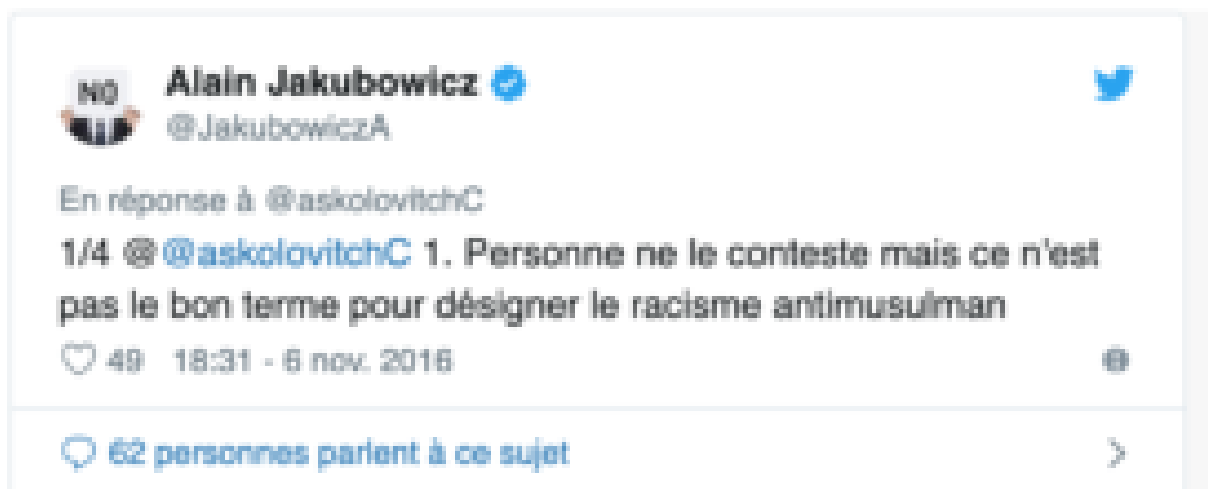 NO
Alain Jakubowicz
@JakubowiczA
En réponse à @askolovitchC
1/4 @@askolovitchC 1. Personne ne le conteste mais ce n'est
pas le bon terme pour désigner le racisme antimusulman
49 18:31 - 6 nov. 2016
62 personnes parlent à ce sujet